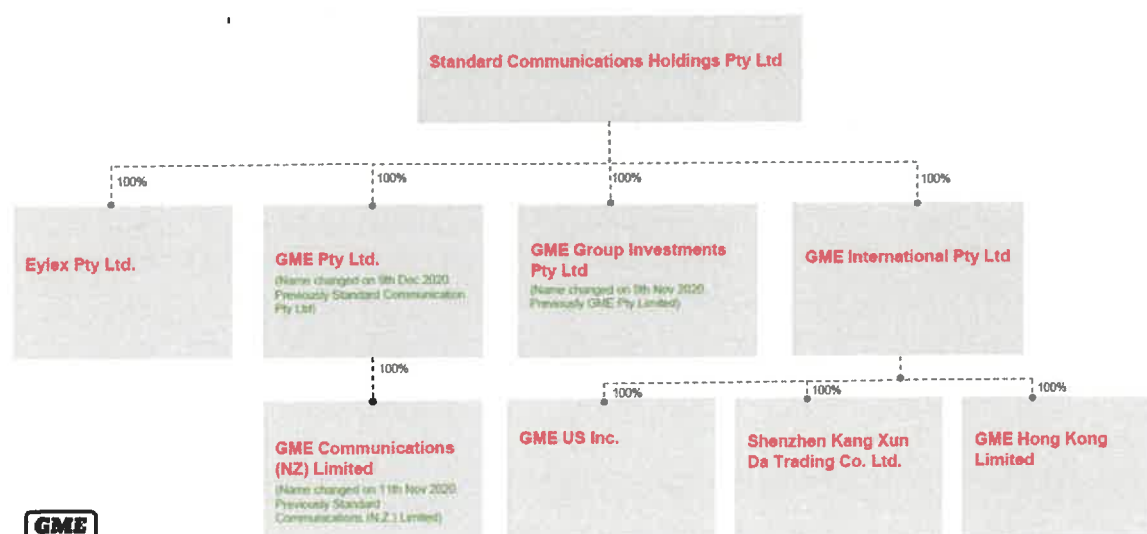 Standard Communications Holdings Pty Ltd
100%
100%
100%
100%
Eylex Pty Ltd.
GME Pty Ltd.
(Name changed on 9th Dec 2020
Previously Standard Communication
Pty Ltd)
GME Group Investments
Pty Ltd
(Name changed on 9th Nov 2020
Previously GME Pty Limited)
GME International Pty Ltd
100%
100%
100%
100%
GME Communications
(NZ) Limited
(Name changed on 11th Nov 2020
Previously Standard
Communications (N.Z.) Limited)
GME US Inc.
Shenzhen Kang Xun
Da Trading Co. Ltd.
GME Hong Kong
Limited
GME